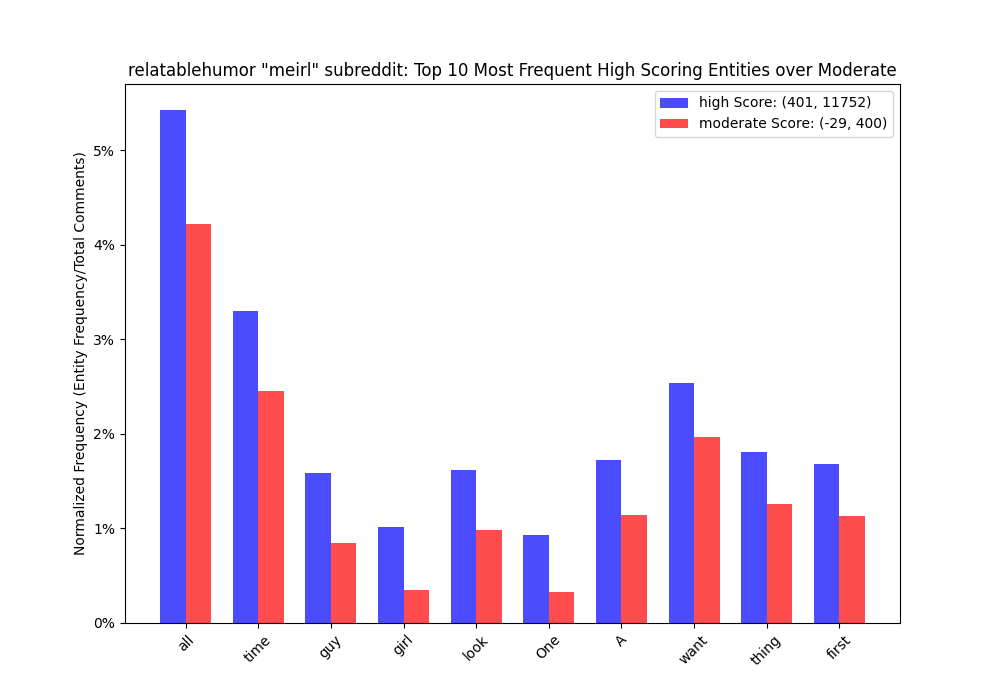 relatablehumor "meirl" subreddit: Top 10 Most Frequent High Scoring Entities over Moderate
high Score: (401, 11752)
moderate Score: (-29, 400)
Normalized Frequency (Entity Frequency/Total Comments)
5%
4%
3%
2%
1%
0%
all
time
guy
girl
look
One
A
want
thing
first